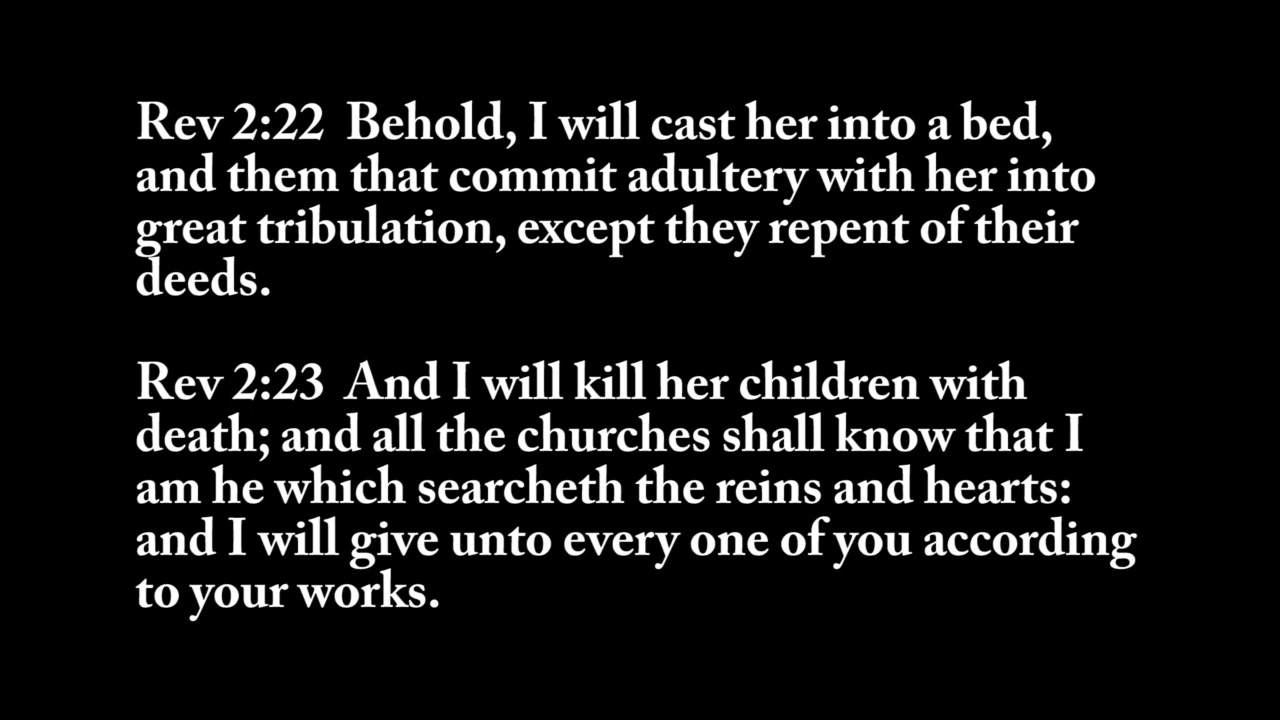 Rev 2:22  Behold, I will cast her into a bed,
and them that commit adultery with her into
great tribulation, except they repent of their
deeds.
Rev 2:23  And I will kill her children with
death; and all the churches shall know that I
am he which searcheth the reins and hearts:
and I will give unto every one of you according
to your works.